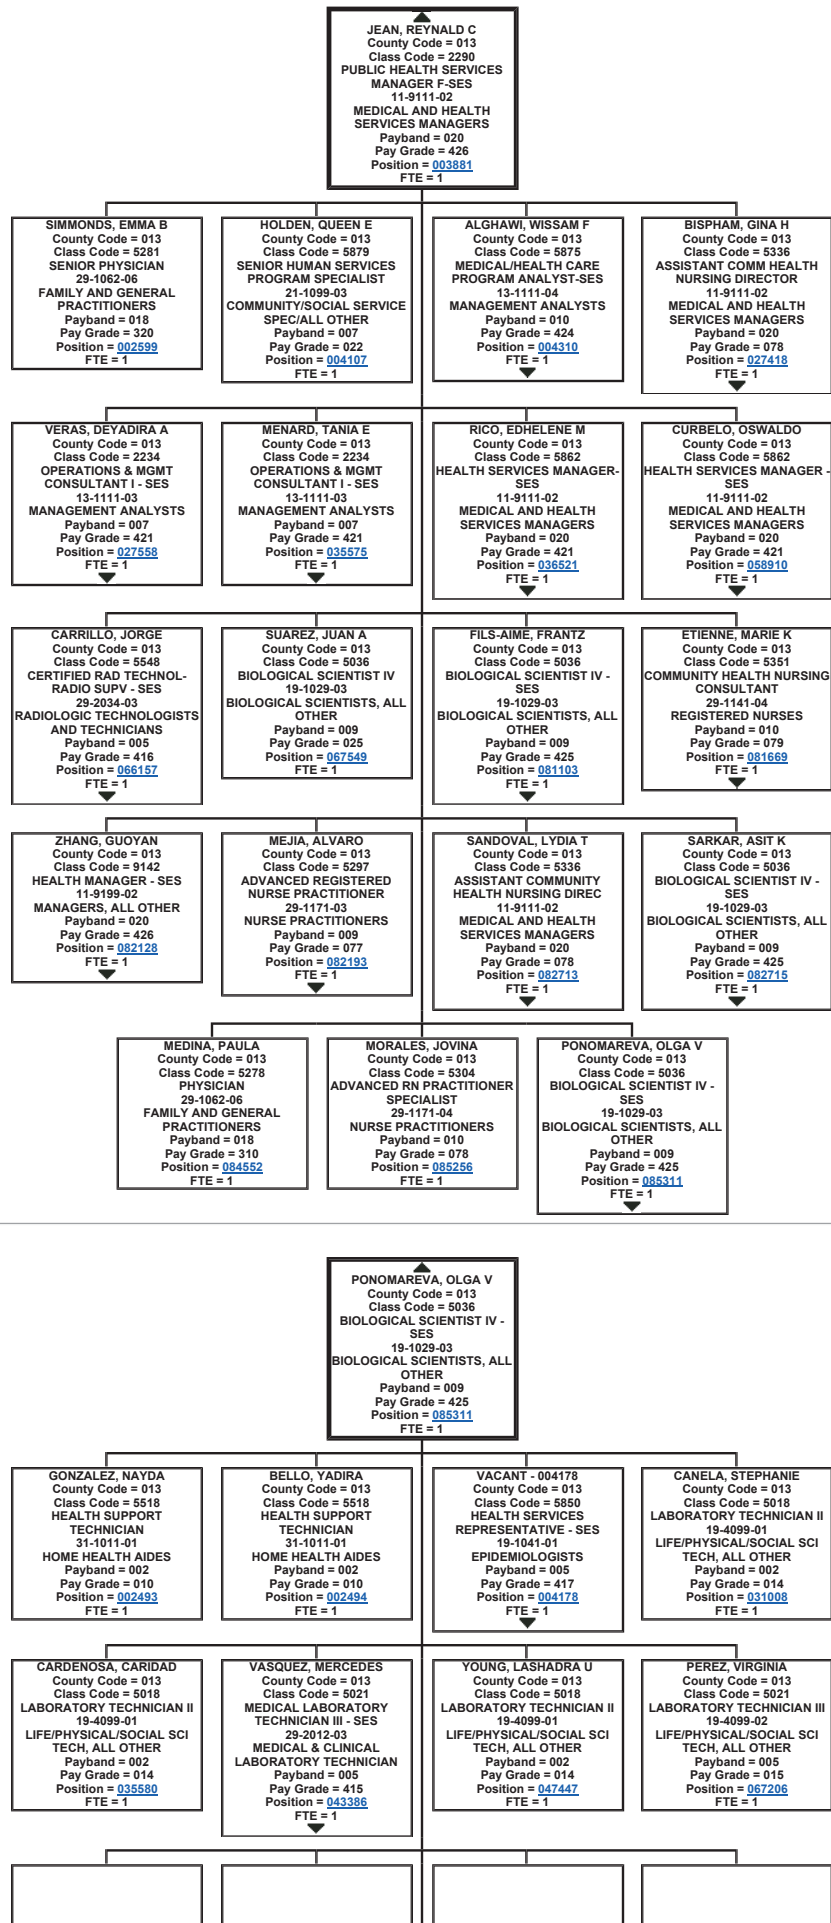 JEAN, REYNALD C
County Code = 013
Class Code = 2290
PUBLIC HEALTH SERVICES
MANAGER F-SES
11-9111-02
MEDICAL AND HEALTH
SERVICES MANAGERS
Payband = 020
Pay Grade = 426
Position = 003881
FTE = 1
SIMMONDS, EMMA B
County Code = 013
Class Code = 5281
SENIOR PHYSICIAN
29-1062-06
FAMILY AND GENERAL
PRACTITIONERS
Payband = 018
Pay Grade = 320
Position = 002599
FTE = 1
HOLDEN, QUEEN E
County Code = 013
Class Code = 5879
SENIOR HUMAN SERVICES
PROGRAM SPECIALIST
21-1099-03
COMMUNITY/SOCIAL SERVICE
SPEC/ALL OTHER
Payband = 007
Pay Grade = 022
Position = 004107
FTE = 1
ALGHAWI, WISSAM F
County Code = 013
Class Code = 5875
MEDICAL/HEALTH CARE
PROGRAM ANALYST-SES
13-1111-04
MANAGEMENT ANALYSTS
Payband = 010
Pay Grade = 424
Position = 004310
FTE = 1
BISPHAM, GINA H
County Code = 013
Class Code = 5336
ASSISTANT COMM HEALTH
NURSING DIRECTOR
11-9111-02
MEDICAL AND HEALTH
SERVICES MANAGERS
Payband = 020
Pay Grade = 078
Position = 027418
FTE = 1
VERAS, DEYADIRA A
County Code = 013
Class Code = 2234
OPERATIONS & MGMT
CONSULTANT I - SES
13-1111-03
MANAGEMENT ANALYSTS
Payband = 007
Pay Grade = 421
Position = 027558
FTE = 1
MENARD, TANIA E
County Code = 013
Class Code = 2234
OPERATIONS & MGMT
CONSULTANT I - SES
13-1111-03
MANAGEMENT ANALYSTS
Payband = 007
Pay Grade = 421
Position = 035575
FTE = 1
RICO, EDHELENE M
County Code = 013
Class Code = 5862
HEALTH SERVICES MANAGER-
SES
11-9111-02
MEDICAL AND HEALTH
SERVICES MANAGERS
Payband = 020
Pay Grade = 421
Position = 036521
FTE = 1
CURBELO, OSWALDO
County Code = 013
Class Code = 5862
HEALTH SERVICES MANAGER -
SES
11-9111-02
MEDICAL AND HEALTH
SERVICES MANAGERS
Payband = 020
Pay Grade = 421
Position = 058910
FTE = 1
CARRILLO, JORGE
County Code = 013
Class Code = 5548
CERTIFIED RAD TECHNOL-
RADIO SUPV - SES
29-2034-03
RADIOLOGIC TECHNOLOGISTS
AND TECHNICIANS
Payband = 005
Pay Grade = 416
Position = 066157
FTE = 1
SUAREZ, JUAN A
County Code = 013
Class Code = 5036
BIOLOGICAL SCIENTIST IV
19-1029-03
BIOLOGICAL SCIENTISTS, ALL
OTHER
Payband = 009
Pay Grade = 025
Position = 067549
FTE = 1
FILS-AIME, FRANTZ
County Code = 013
Class Code = 5036
BIOLOGICAL SCIENTIST IV -
SES
19-1029-03
BIOLOGICAL SCIENTISTS, ALL
OTHER
Payband = 009
Pay Grade = 425
Position = 081103
FTE = 1
ETIENNE, MARIE K
County Code = 013
Class Code = 5351
COMMUNITY HEALTH NURSING
CONSULTANT
29-1141-04
REGISTERED NURSES
Payband = 010
Pay Grade = 079
Position = 081669
FTE = 1
ZHANG, GUOYAN
County Code = 013
Class Code = 9142
HEALTH MANAGER - SES
11-9199-02
MANAGERS, ALL OTHER
Payband = 020
Pay Grade = 426
Position = 082128
FTE = 1
MEJIA, ALVARO
County Code = 013
Class Code = 5297
ADVANCED REGISTERED
NURSE PRACTITIONER
29-1171-03
NURSE PRACTITIONERS
Payband = 009
Pay Grade = 077
Position = 082193
FTE = 1
SANDOVAL, LYDIA T
County Code = 013
Class Code = 5336
ASSISTANT COMMUNITY
HEALTH NURSING DIREC
11-9111-02
MEDICAL AND HEALTH
SERVICES MANAGERS
Payband = 020
Pay Grade = 078
Position = 082713
FTE = 1
SARKAR, ASIT K
County Code = 013
Class Code = 5036
BIOLOGICAL SCIENTIST IV -
SES
19-1029-03
BIOLOGICAL SCIENTISTS, ALL
OTHER
Payband = 009
Pay Grade = 425
Position = 082715
FTE = 1
MEDINA, PAULA
County Code = 013
Class Code = 5278
PHYSICIAN
29-1062-06
FAMILY AND GENERAL
PRACTITIONERS
Payband = 018
Pay Grade = 310
Position = 084552
FTE = 1
MORALES, JOVINA
County Code = 013
Class Code = 5304
ADVANCED RN PRACTITIONER
SPECIALIST
29-1171-04
NURSE PRACTITIONERS
Payband = 010
Pay Grade = 078
Position = 085256
FTE = 1
PONOMAREVA, OLGA V
County Code = 013
Class Code = 5036
BIOLOGICAL SCIENTIST IV -
SES
19-1029-03
BIOLOGICAL SCIENTISTS, ALL
OTHER
Payband = 009
Pay Grade = 425
Position = 085311
FTE = 1
PONOMAREVA, OLGA V
County Code = 013
Class Code = 5036
BIOLOGICAL SCIENTIST IV -
SES
19-1029-03
BIOLOGICAL SCIENTISTS, ALL
OTHER
Payband = 009
Pay Grade = 425
Position = 085311
FTE = 1
GONZALEZ, NAYDA
County Code = 013
Class Code = 5518
HEALTH SUPPORT
TECHNICIAN
31-1011-01
HOME HEALTH AIDES
Payband = 002
Pay Grade = 010
Position = 002493
FTE = 1
BELLO, YADIRA
County Code = 013
Class Code = 5518
HEALTH SUPPORT
TECHNICIAN
31-1011-01
HOME HEALTH AIDES
Payband = 002
Pay Grade = 010
Position = 002494
FTE = 1
VACANT - 004178
County Code = 013
Class Code = 5850
HEALTH SERVICES
REPRESENTATIVE - SES
19-1041-01
EPIDEMIOLOGISTS
Payband = 005
Pay Grade = 417
Position = 004178
FTE = 1
CANELA, STEPHANIE
County Code = 013
Class Code = 5018
LABORATORY TECHNICIAN II
19-4099-01
LIFE/PHYSICAL/SOCIAL SCI
TECH, ALL OTHER
Payband = 002
Pay Grade = 014
Position = 031008
FTE = 1
CARDENOSA, CARIDAD
County Code = 013
Class Code = 5018
LABORATORY TECHNICIAN II
19-4099-01
LIFE/PHYSICAL/SOCIAL SCI
TECH, ALL OTHER
Payband = 002
Pay Grade = 014
Position = 035580
FTE = 1
VASQUEZ, MERCEDES
County Code = 013
Class Code = 5021
MEDICAL LABORATORY
TECHNICIAN III - SES
29-2012-03
MEDICAL & CLINICAL
LABORATORY TECHNICIAN
Payband = 005
Pay Grade = 415
Position = 043386
FTE = 1
YOUNG, LASHADRA U
County Code = 013
Class Code = 5018
LABORATORY TECHNICIAN II
19-4099-01
LIFE/PHYSICAL/SOCIAL SCI
TECH, ALL OTHER
Payband = 002
Pay Grade = 014
Position = 047447
FTE = 1
PEREZ, VIRGINIA
County Code = 013
Class Code = 5021
LABORATORY TECHNICIAN III
19-4099-02
LIFE/PHYSICAL/SOCIAL SCI
TECH, ALL OTHER
Payband = 005
Pay Grade = 015
Position = 067206
FTE = 1